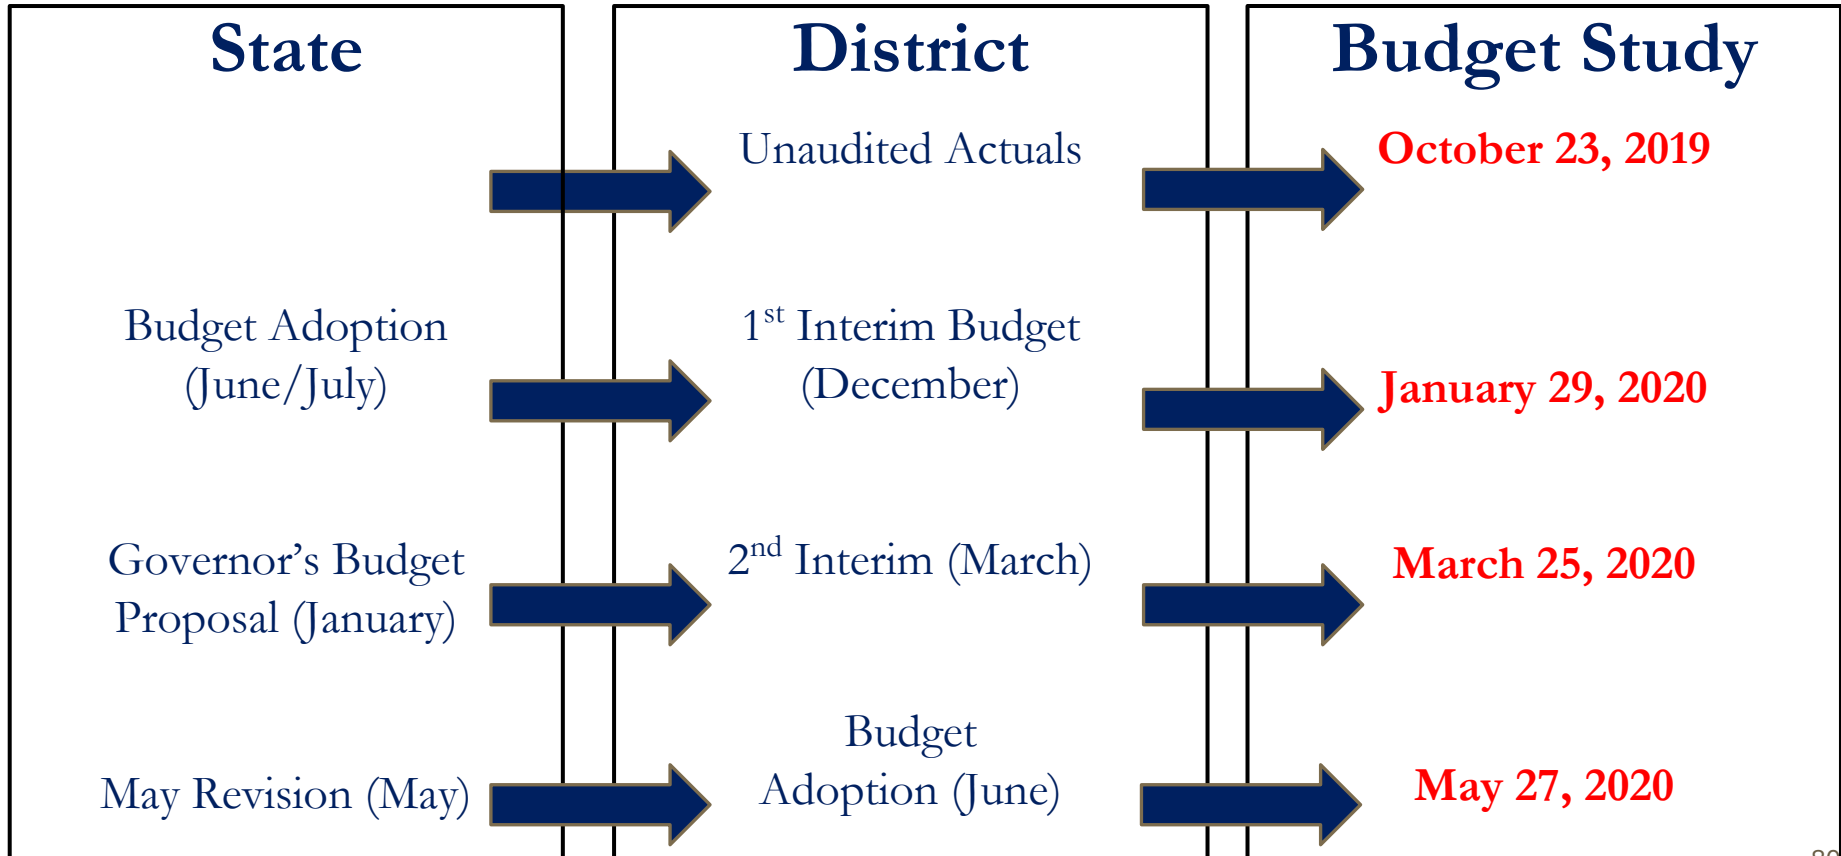 State
District
Budget Study
Unaudited Actuals
October 23, 2019
Budget Adoption
(June/July)
1st Interim Budget
(December)
January 29, 2020
Governor’s Budget
Proposal (January)
2nd Interim (March)
March 25, 2020
May Revision (May)
Budget
Adoption (June)
May 27, 2020